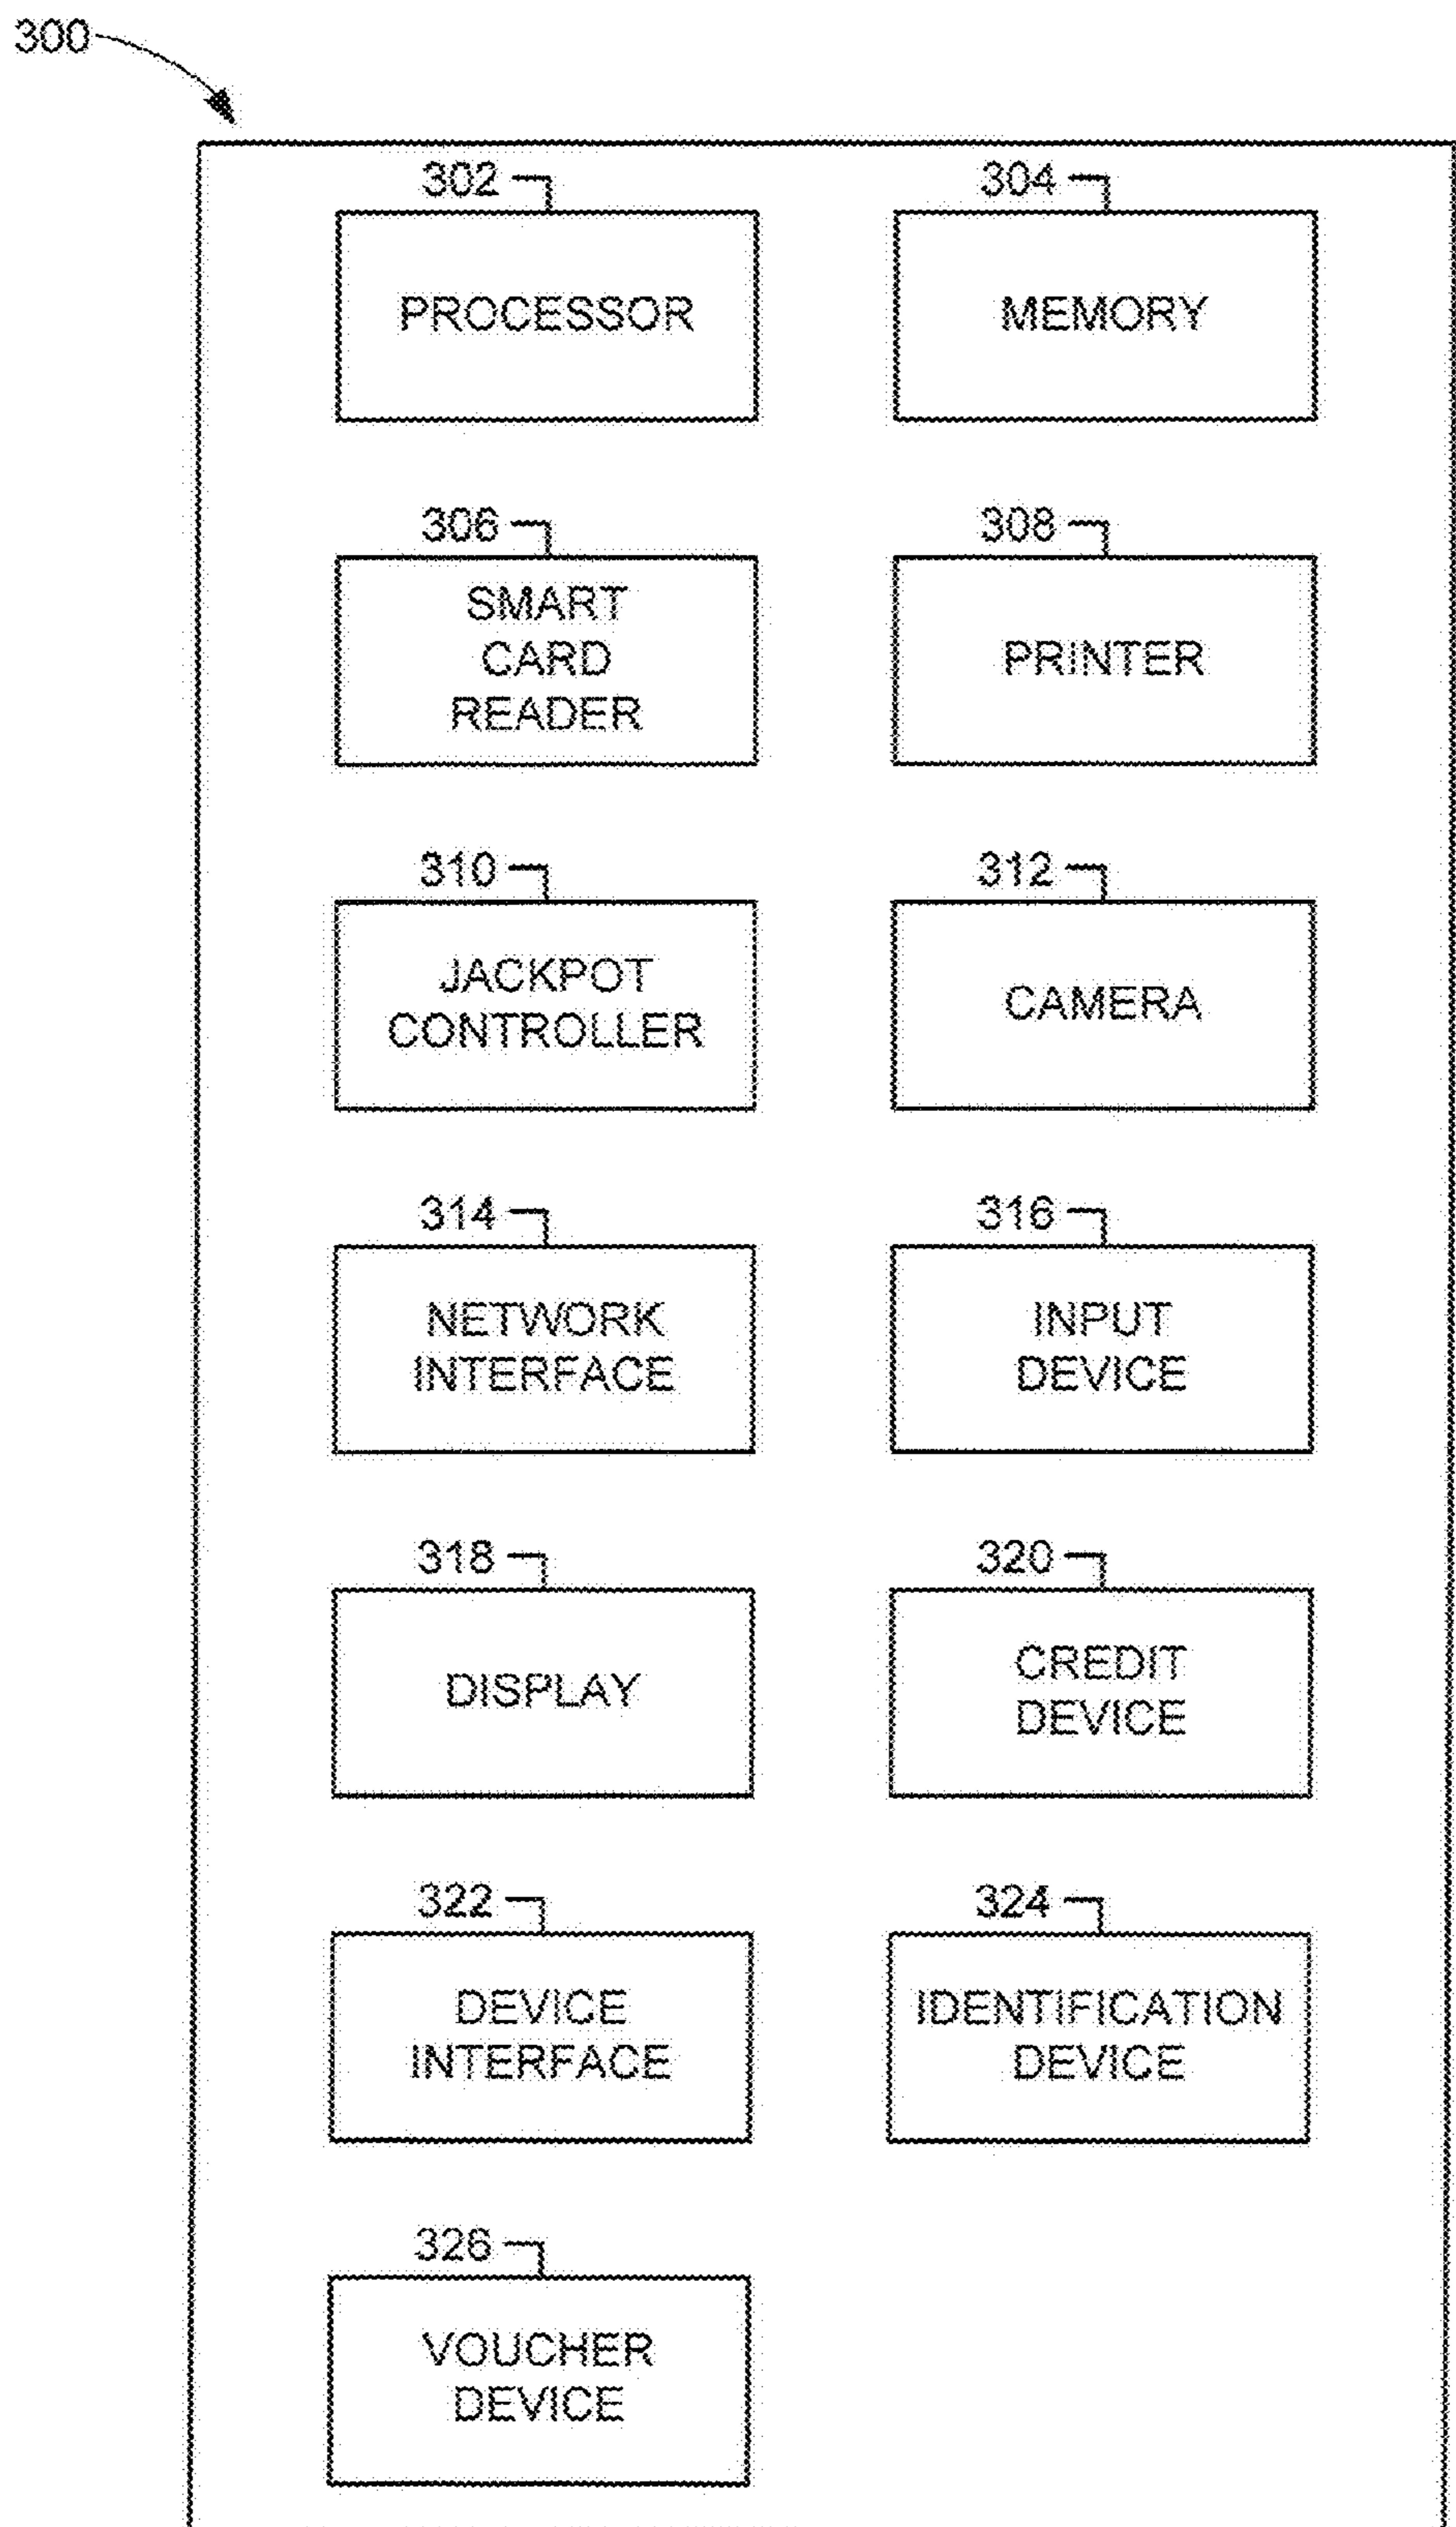 300
302
304
PROCESSOR
MEMORY
306
308
SMART
CARD
READER
PRINTER
310
312
JACKPOT
CONTROLLER
CAMERA
314
316
NETWORK
INTERFACE
INPUT
DEVICE
318
320
DISPLAY
CREDIT
DEVICE
322
324
DEVICE
INTERFACE
IDENTIFICATION
DEVICE
326
VOUCHER
DEVICE